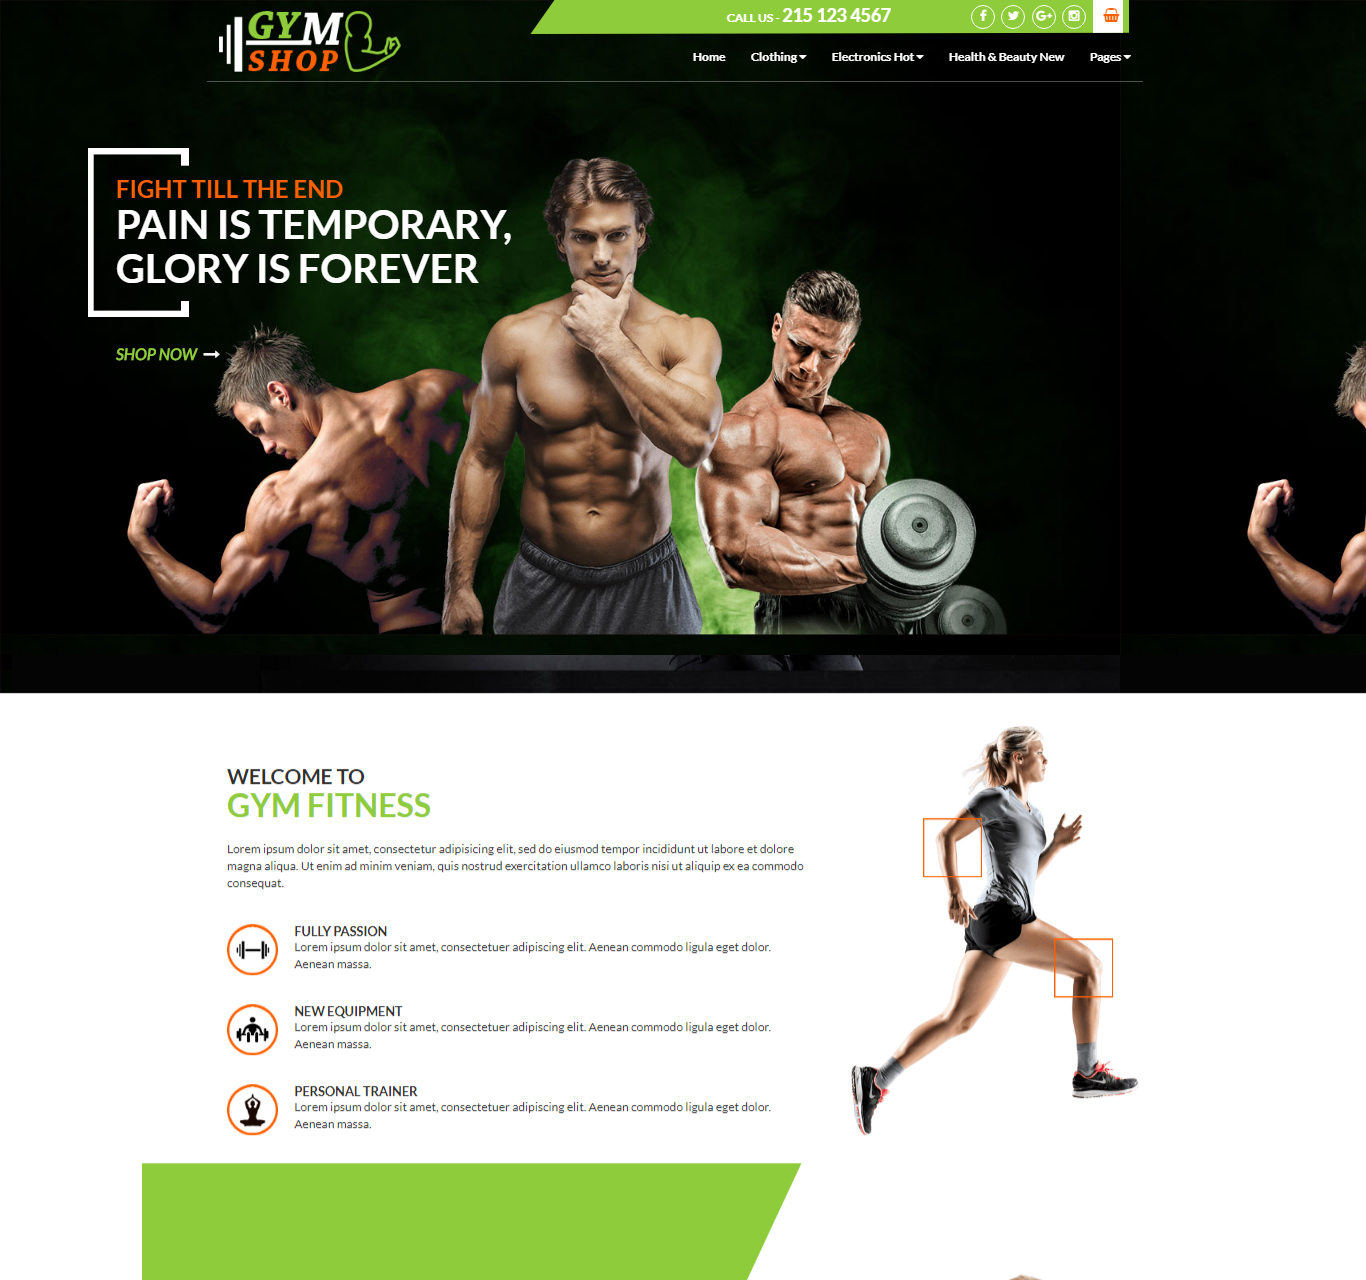 GYM
SHOP
CALL US - 215 123 4567
Home
Clothing
Electronics Hot
Health & Beauty New
Pages
FIGHT TILL THE END
PAIN IS TEMPORARY,
GLORY IS FOREVER
SHOP NOW
WELCOME TO
GYM FITNESS
Lorem ipsum dolor sit amet, consectetur adipisicing elit, sed do eiusmod tempor incididunt ut labore et dolore
magna aliqua. Ut enim ad minim veniam, quis nostrud exercitation ullamco laboris nisi ut aliquip ex ea commodo
consequat.
FULLY PASSION
Lorem ipsum dolor sit amet, consectetuer adipiscing elit. Aenean commodo ligula eget dolor.
Aenean massa.
NEW EQUIPMENT
Lorem ipsum dolor sit amet, consectetuer adipiscing elit. Aenean commodo ligula eget dolor.
Aenean massa.
PERSONAL TRAINER
Lorem ipsum dolor sit amet, consectetuer adipiscing elit. Aenean commodo ligula eget dolor.
Aenean massa.